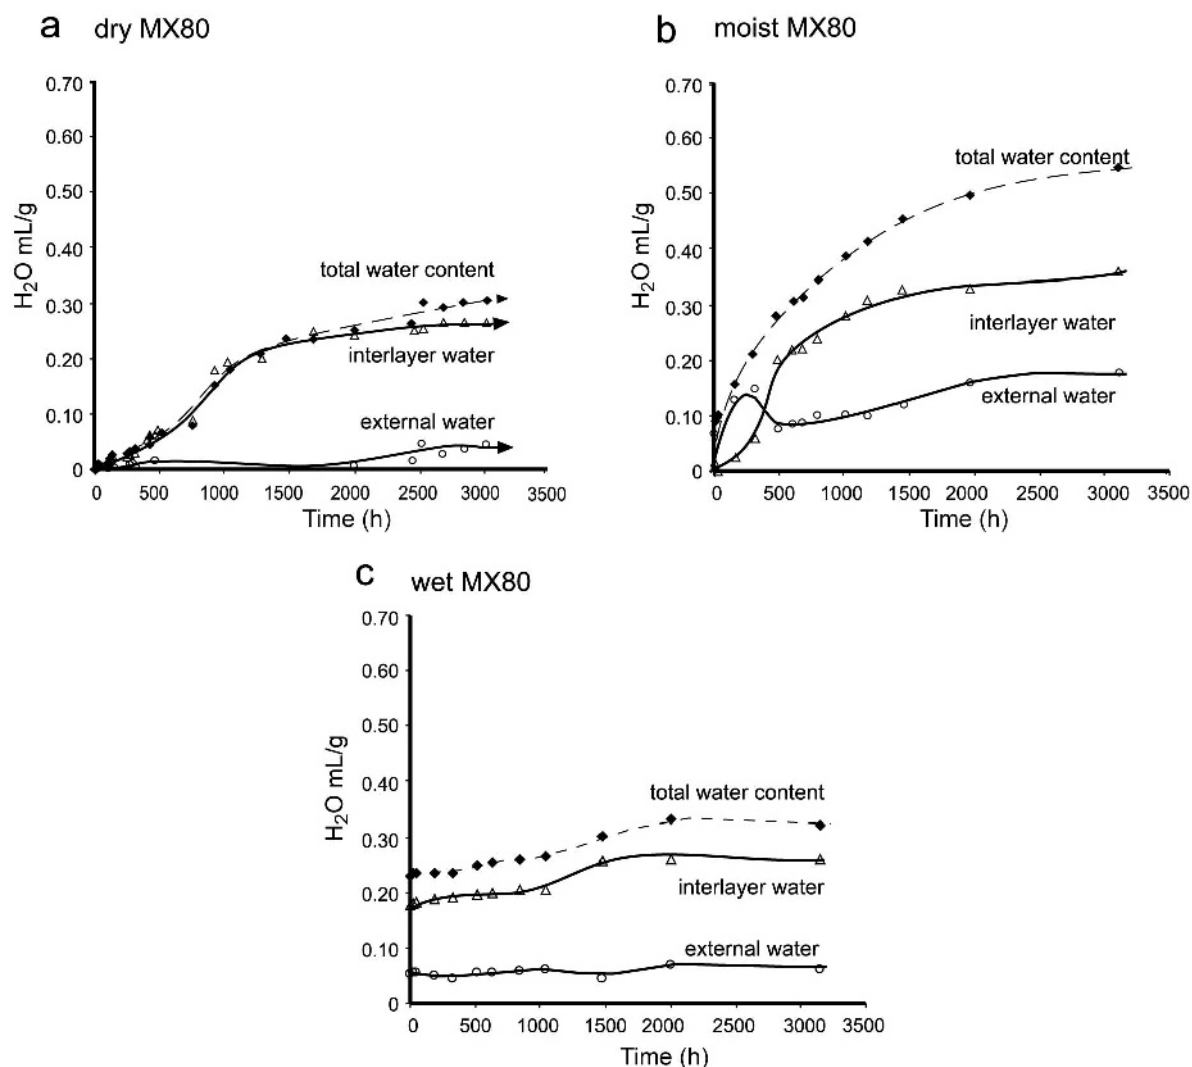 a dry MX80
0.70
0.60
0.50
0.40
0.30
0.20
0.10
0
H2O mL/g
total water content
interlayer water
external water
0 500 1000 1500 2000 2500 3000 3500
Time (h)
b moist MX80
0.70
0.60
0.50
0.40
0.30
0.20
0.10
0
H2O mL/g
total water content
interlayer water
external water
0 500 1000 1500 2000 2500 3000 3500
Time (h)
c wet MX80
0.70
0.60
0.50
0.40
0.30
0.20
0.10
0
H2O mL/g
total water content
interlayer water
external water
0 500 1000 1500 2000 2500 3000 3500
Time (h)